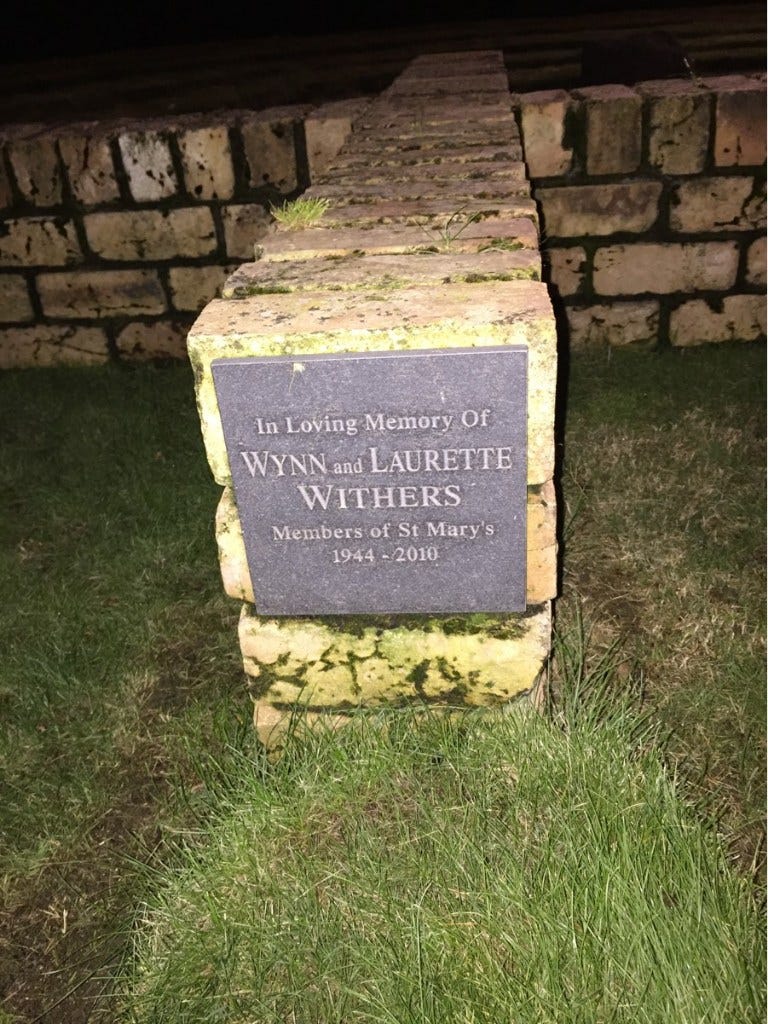 In Loving Memory Of
WYNN and LAURETTE
WITHERS
Members of St Mary's
1944 - 2010